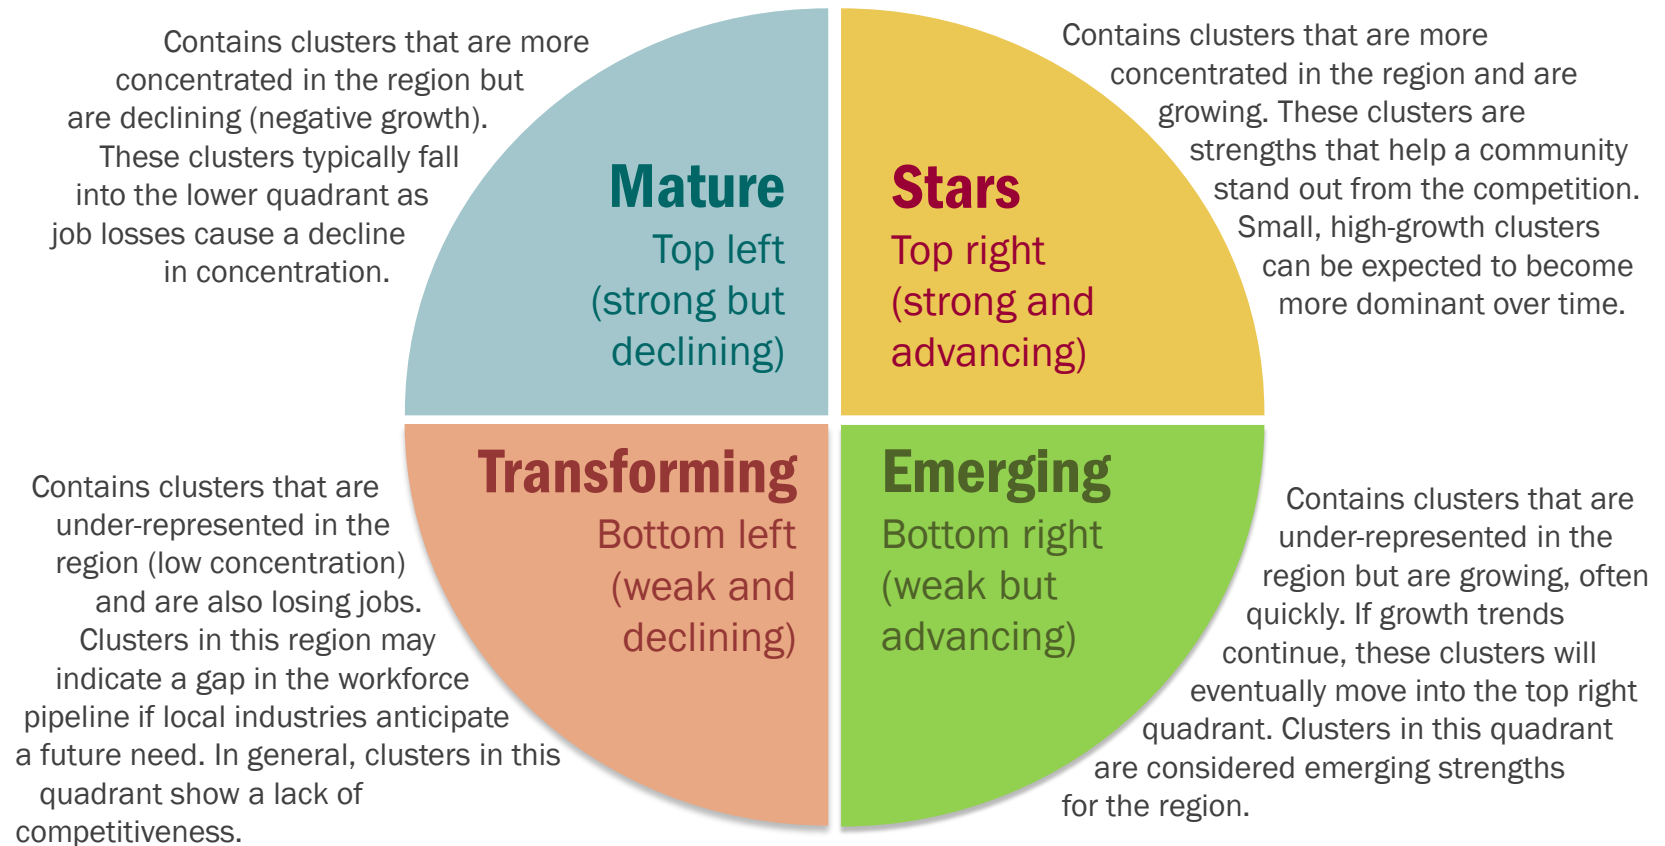 Contains clusters that are more
concentrated in the region but
are declining (negative growth).
These clusters typically fall
into the lower quadrant as
job losses cause a decline
in concentration.
Mature
Top left
(strong but
declining)
Stars
Top right
(strong and
advancing)
Contains clusters that are more
concentrated in the region and are
growing. These clusters are
strengths that help a community
stand out from the competition.
Small, high-growth clusters
can be expected to become
more dominant over time.
Contains clusters that are
under-represented in the
region (low concentration)
and are also losing jobs.
Clusters in this region may
indicate a gap in the workforce
pipeline if local industries anticipate
a future need. In general, clusters in this
quadrant show a lack of
competitiveness.
Transforming
Bottom left
(weak and
declining)
Emerging
Bottom right
(weak but
advancing)
Contains clusters that are
under-represented in the
region but are growing, often
quickly. If growth trends
continue, these clusters will
eventually move into the top right
quadrant. Clusters in this quadrant
are considered emerging strengths
for the region.